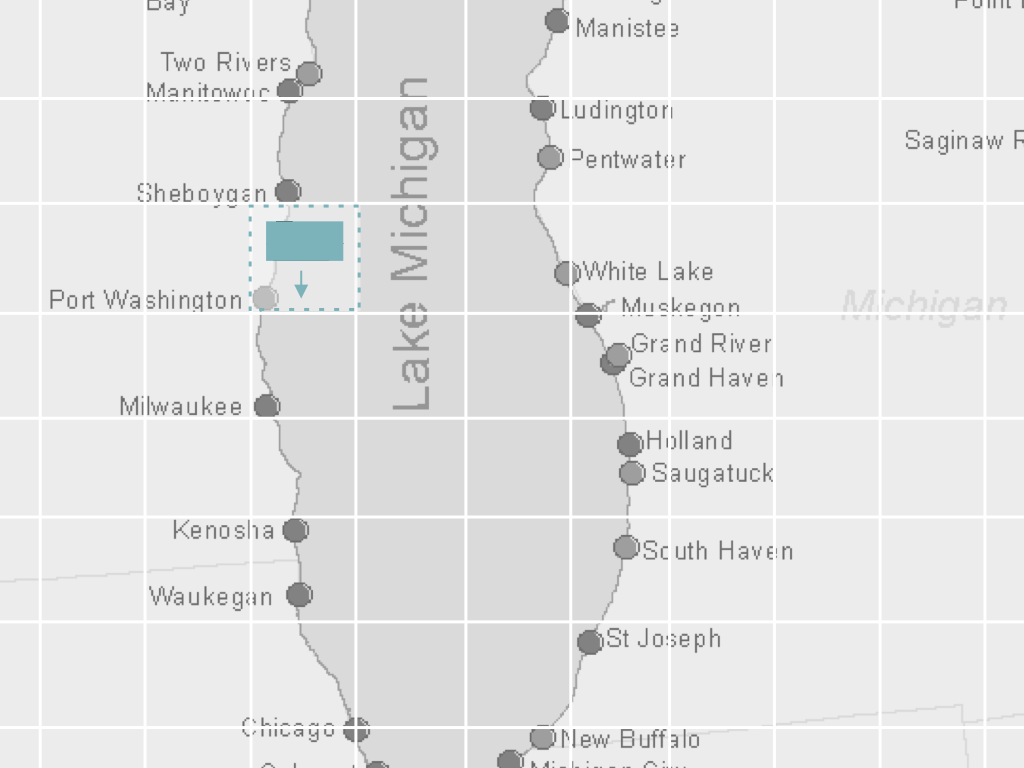 Bay
Manistee
Two Rivers
Manitowoc
Ludington
Lake Michigan
Saginaw R
Pentwater
Sheboygan
White Lake
Port Washington
Michigan
Muskegon
Grand River
Grand Haven
Milwaukee
Holland
Saugatuck
Kenosha
South Haven
Waukegan
St Joseph
Chicago
New Buffalo
Michigan City